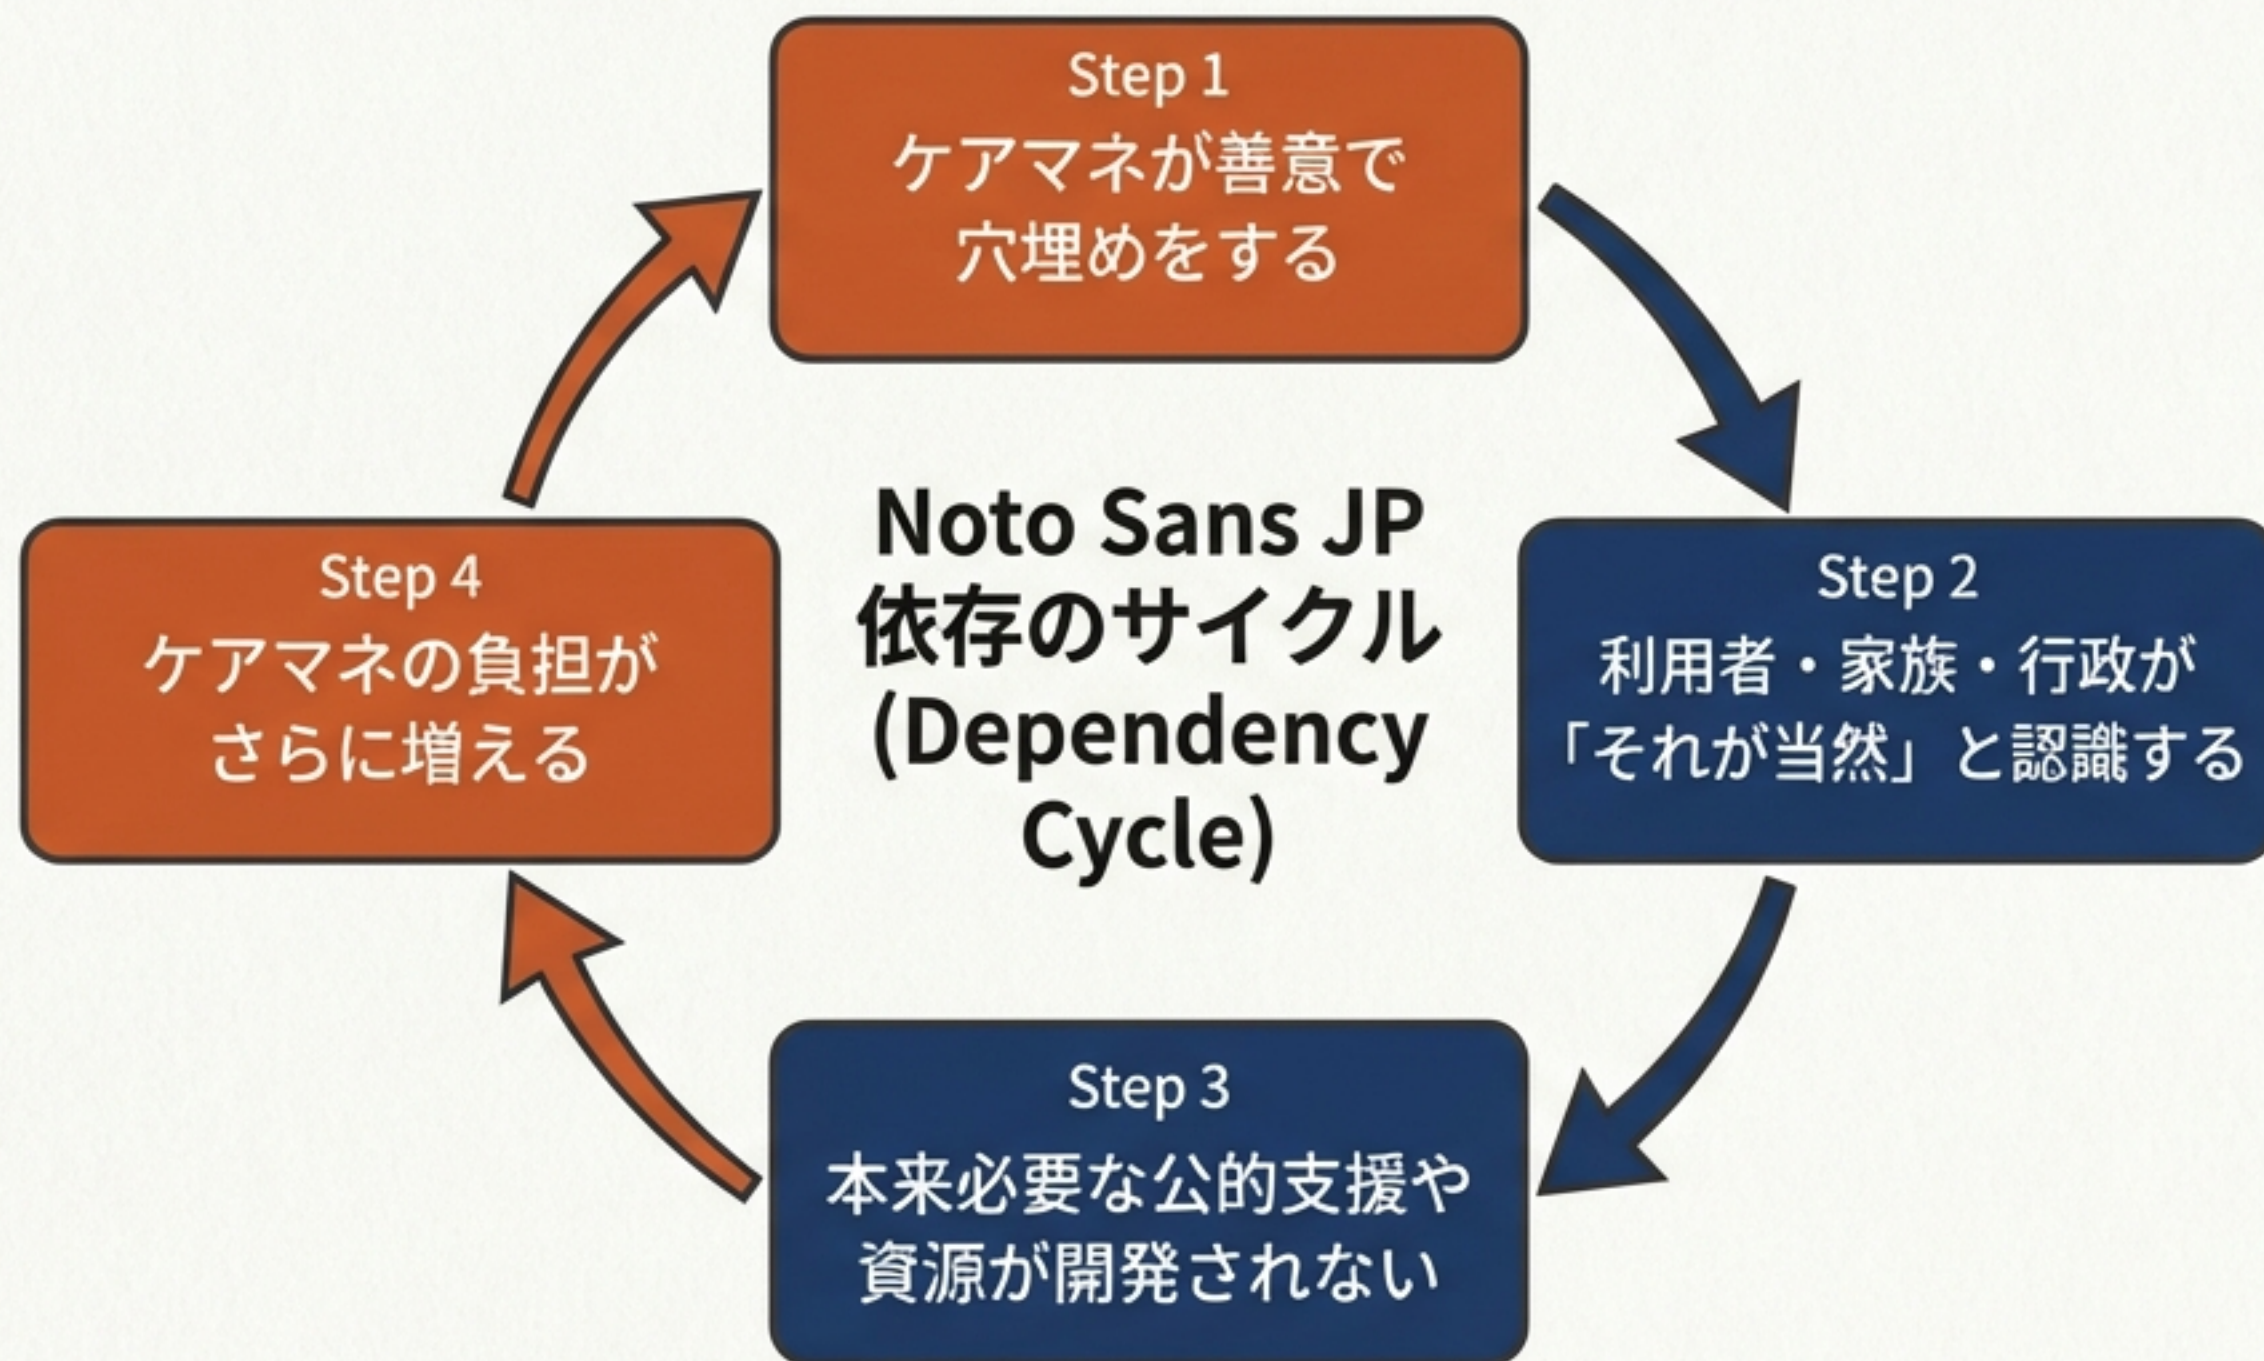 Step 1
ケアマネが善意で
穴埋めをする
Step 4
ケアマネの負担が
さらに増える
Noto Sans JP
依存のサイクル
(Dependency
Cycle)
Step 2
利用者・家族・行政が
「それが当然」と認識する
Step 3
本来必要な公的支援や
資源が開発されない